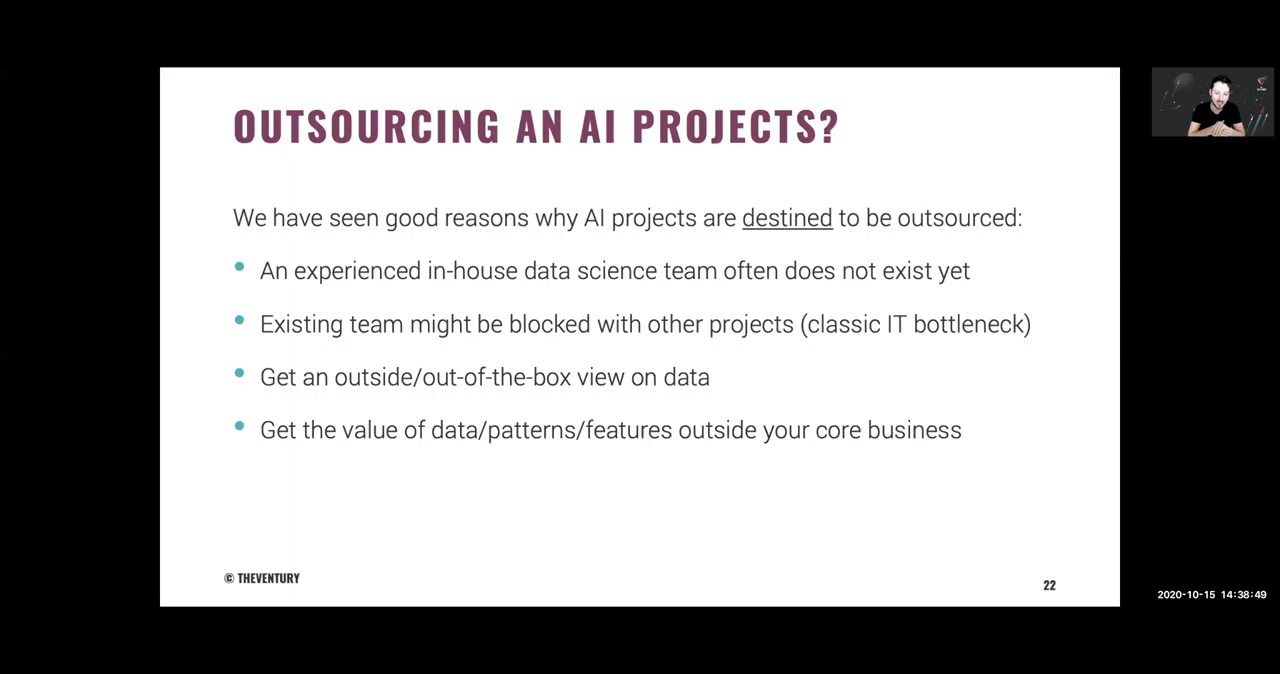 OUTSOURCING AN AI PROJECTS?
We have seen good reasons why AI projects are destined to be outsourced:
• An experienced in-house data science team often does not exist yet
• Existing team might be blocked with other projects (classic IT bottleneck)
• Get an outside/out-of-the-box view on data
• Get the value of data/patterns/features outside your core business
© THEVENTURY
22
2020-10-15 14:38:49